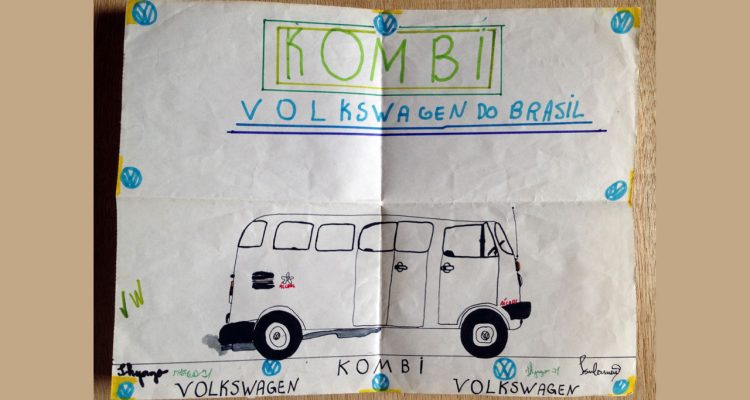 KOMBI
VOLKSWAGEN DO BRASIL
VW
KOMBI
VOLKSWAGEN
VOLKSWAGEN